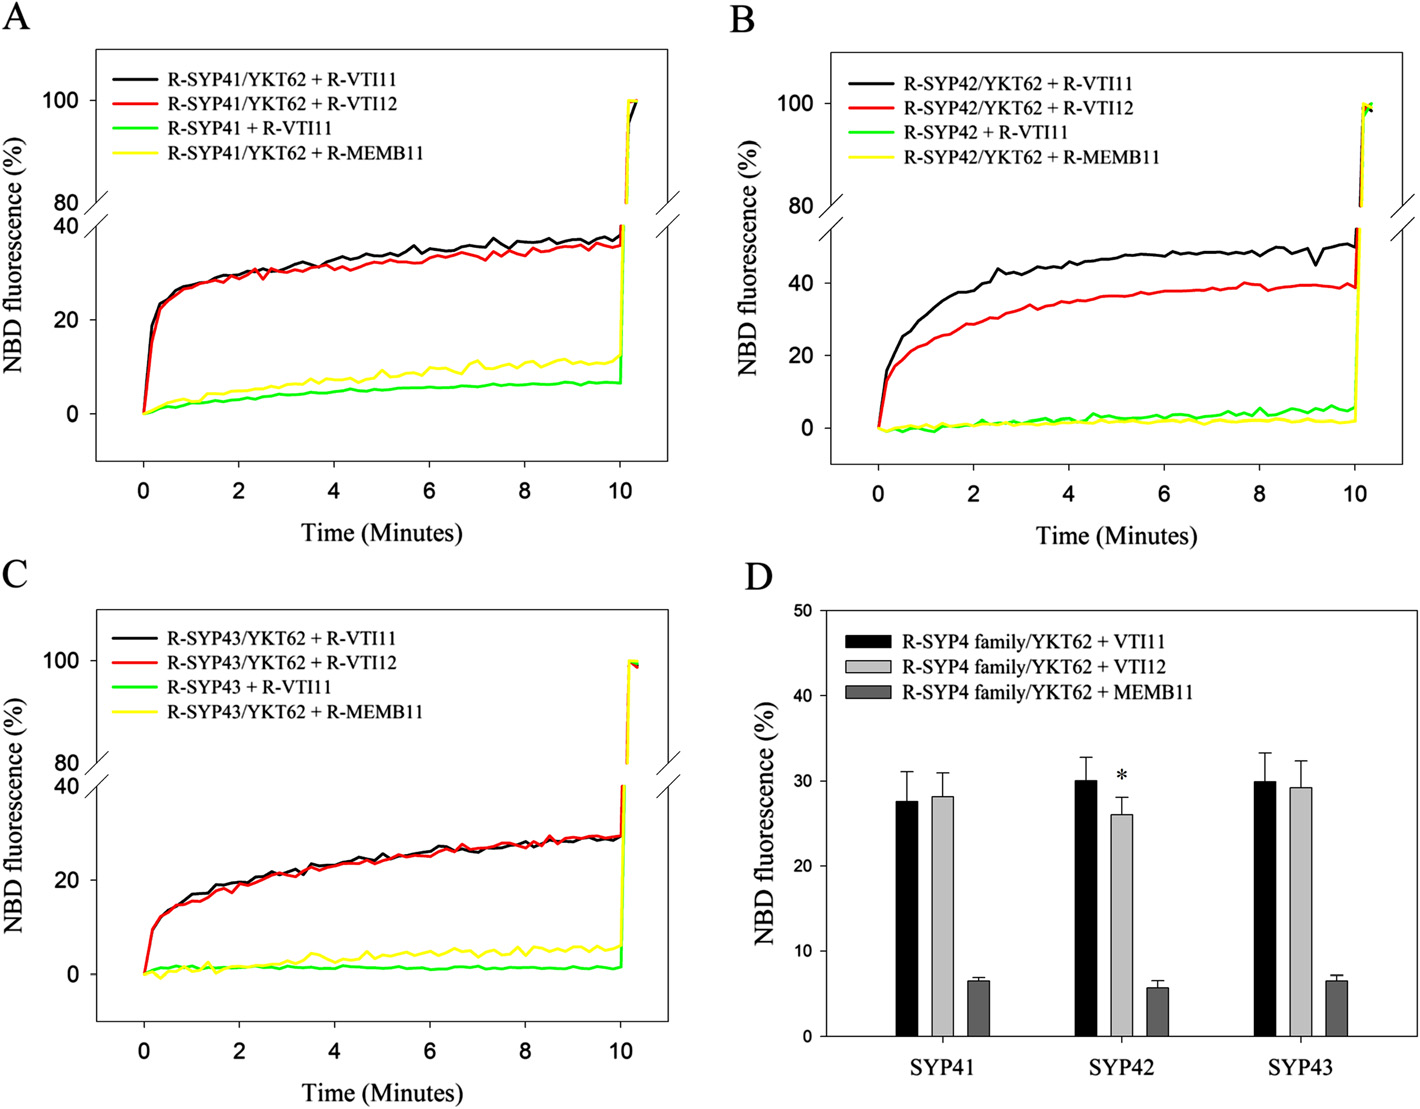 A
R-SYP41/YKT62 + R-VTI11
R-SYP41/YKT62 + R-VTI12
R-SYP41 + R-VTI11
R-SYP41/YKT62 + R-MEMB11
NBD fluorescence (%)
100
80
40
20
0
0 2 4 6 8 10
Time (Minutes)
B
R-SYP42/YKT62 + R-VTI11
R-SYP42/YKT62 + R-VTI12
R-SYP42 + R-VTI11
R-SYP42/YKT62 + R-MEMB11
NBD fluorescence (%)
100
80
40
20
0
0 2 4 6 8 10
Time (Minutes)
C
R-SYP43/YKT62 + R-VTI11
R-SYP43/YKT62 + R-VTI12
R-SYP43 + R-VTI11
R-SYP43/YKT62 + R-MEMB11
NBD fluorescence (%)
100
80
40
20
0
0 2 4 6 8 10
Time (Minutes)
D
R-SYP4 family/YKT62 + VTI11
R-SYP4 family/YKT62 + VTI12
R-SYP4 family/YKT62 + MEMB11
NBD fluorescence (%)
50
40
30
20
10
0
*
SYP41 SYP42 SYP43